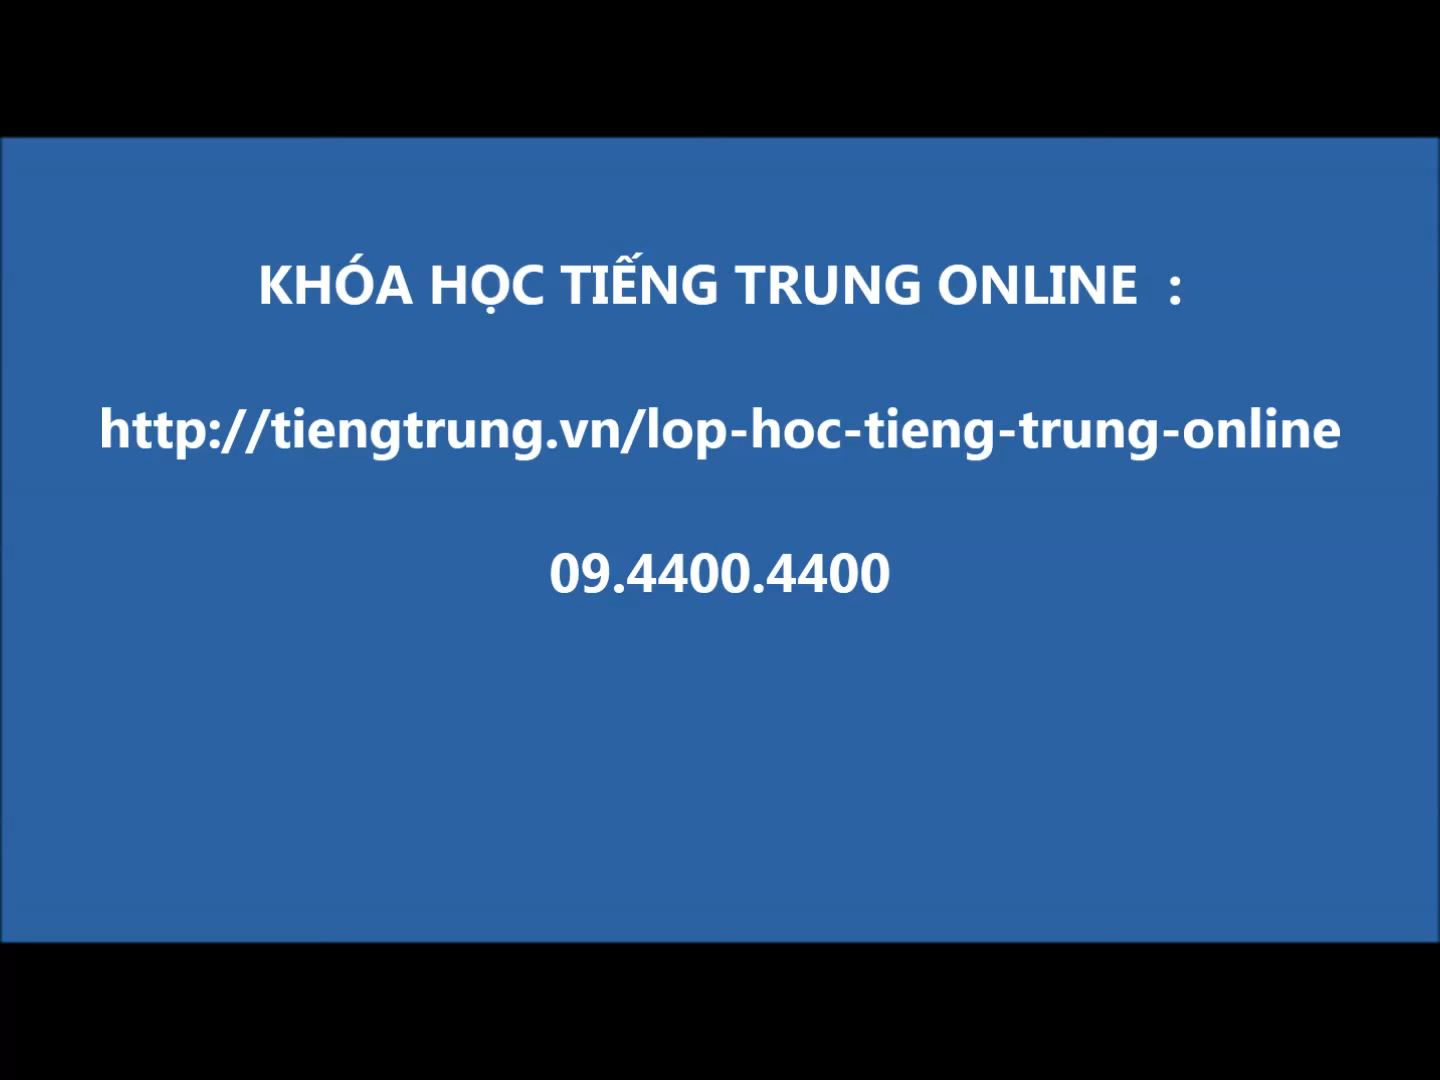 KHÓA HỌC TIẾNG TRUNG ONLINE :
http://tiengtrung.vn/lop-hoc-tieng-trung-online
09.4400.4400